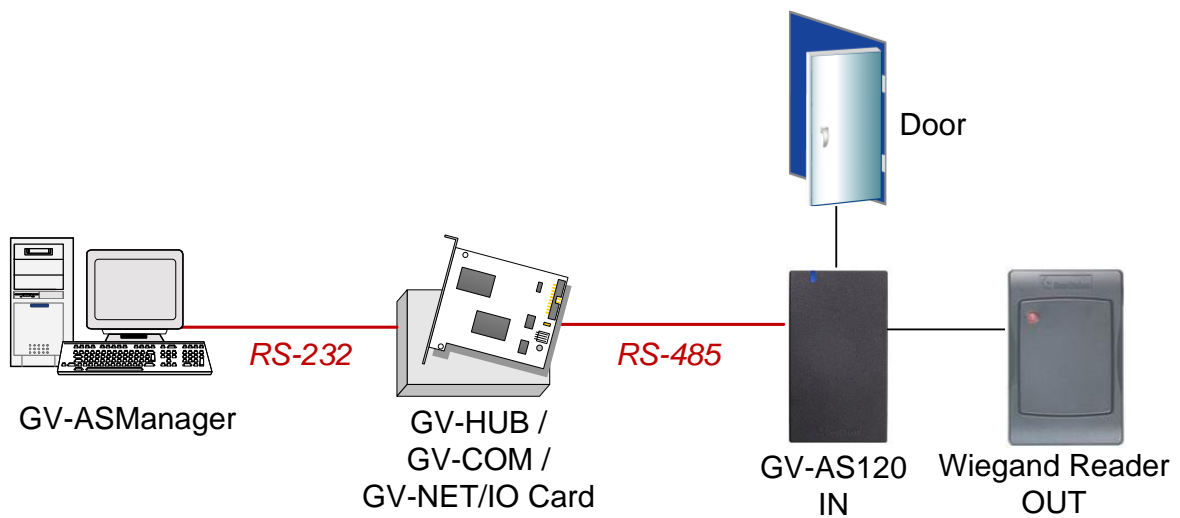 Door
RS-232
RS-485
GV-ASManager
GV-HUB /
GV-COM /
GV-NET/IO Card
GV-AS120
IN
Wiegand Reader
OUT